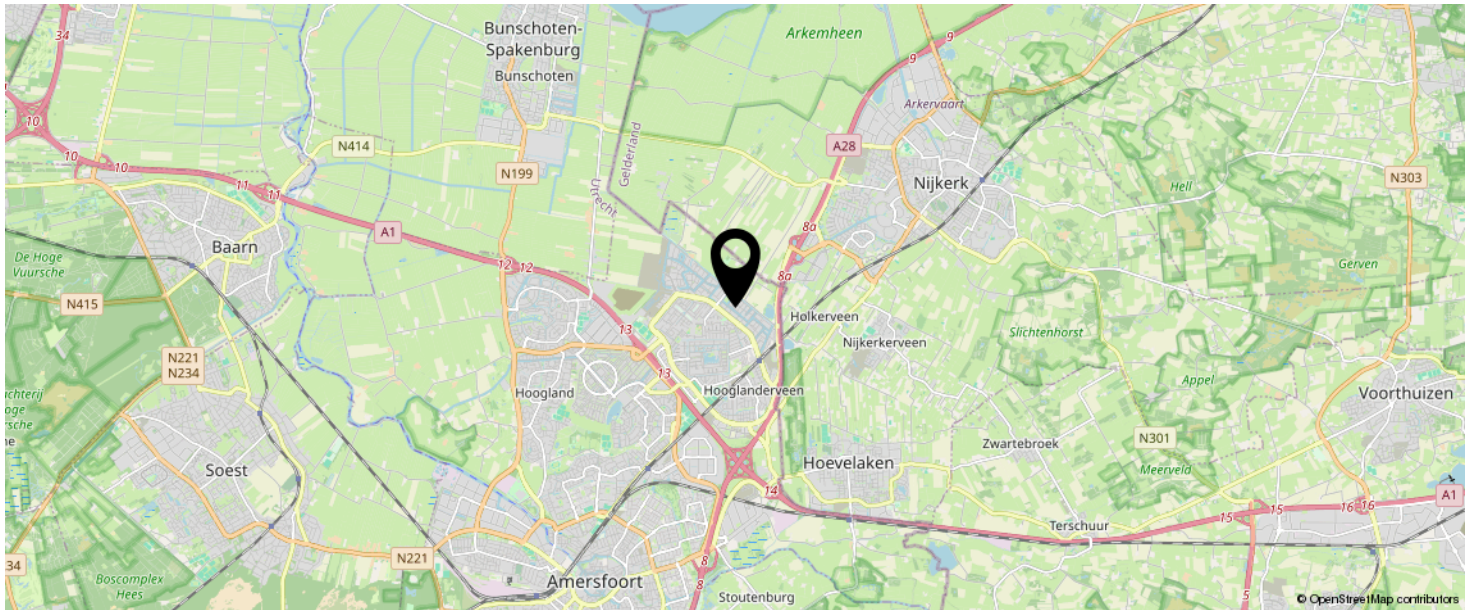 34
Bunschoten-
Spakenburg
Bunschoten
Arkemheen
9
9
Arkervaart
10
10
10
N414
N199
Gelderland
Utrecht
A28
Nijkerk
Hell
N303
11
11
A1
Baarn
De Hoge
Vuursche
N415
12
12
8a
8a
Gerven
13
13
Holkerveen
Nijkerkerveen
Slichtenhorst
N221
N234
Hoogland
Hooglanderveen
Appel
Voorthuizen
Hoge
Soest
Zwartebroek
N301
Meerveld
Hoevelaken
14
15
15
16
16
A1
Terschuur
N221
34
Boscomplex
Hees
Amersfoort
8
8
Stoutenburg
5
© OpenStreetMap contributors